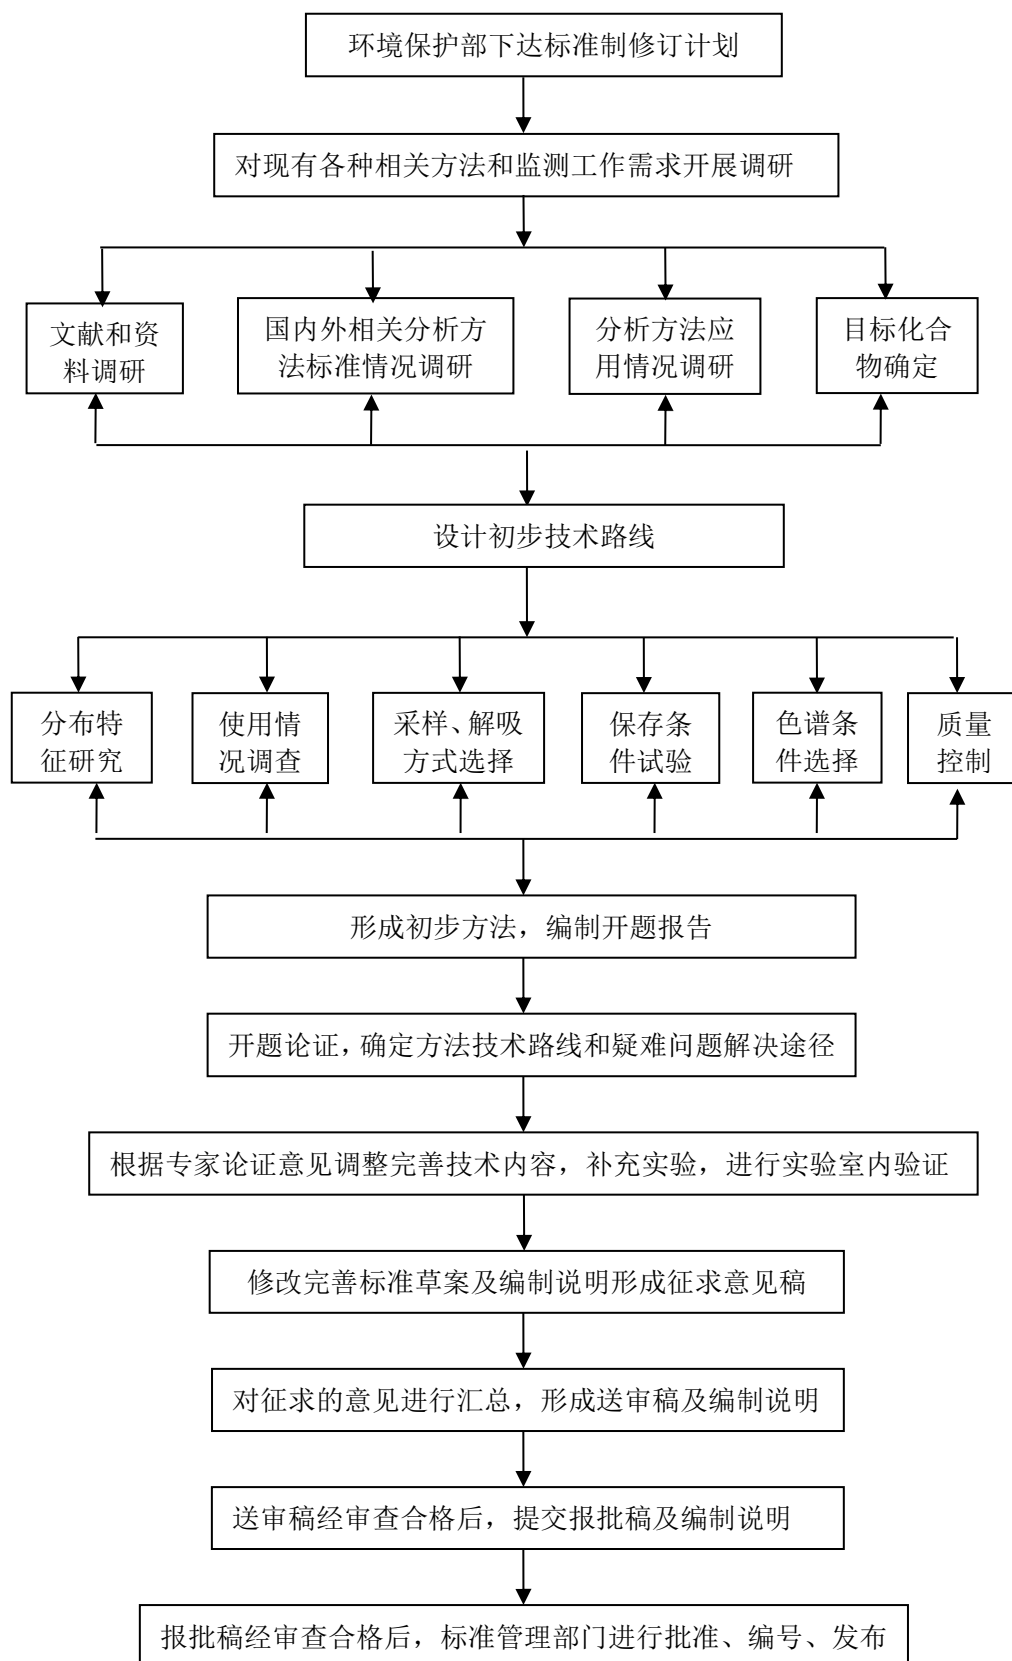 环境保护部下达标准制修订计划
对现有各种相关方法和监测工作需求开展调研
文献和资
料调研
国内外相关分析方
法标准情况调研
分析方法应
用情况调研
目标化合
物确定
设计初步技术路线
分布特
征研究
使用情
况调查
采样、解吸
方式选择
保存条
件试验
色谱条
件选择
质量
控制
形成初步方法，编制开题报告
开题论证，确定方法技术路线和疑难问题解决途径
根据专家论证意见调整完善技术内容，补充实验，进行实验室内验证
修改完善标准草案及编制说明形成征求意见稿
对征求的意见进行汇总，形成送审稿及编制说明
送审稿经审查合格后，提交报批稿及编制说明
报批稿经审查合格后，标准管理部门进行批准、编号、发布